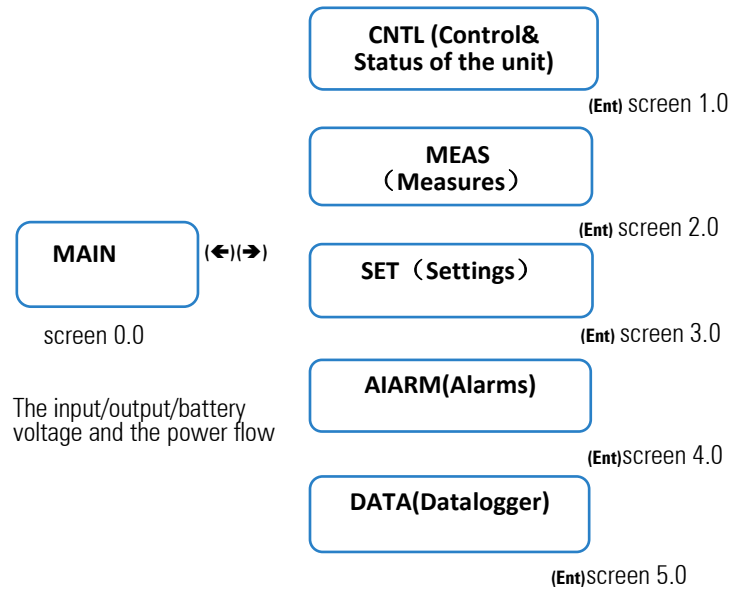 CNTL (Control&
Status of the unit)
(Ent) screen 1.0
MEAS
（Measures）
(Ent) screen 2.0
MAIN
(←)(→)
screen 0.0
The input/output/battery
voltage and the power flow
SET（Settings）
(Ent) screen 3.0
AIARM(Alarms)
(Ent)screen 4.0
DATA(Datalogger)
(Ent)screen 5.0